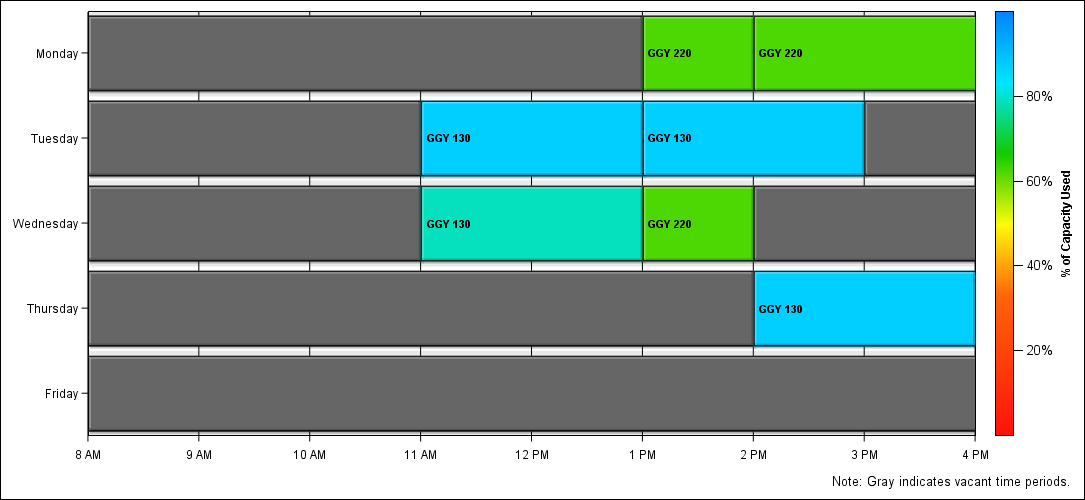 Monday
GGY 220
GGY 220
Tuesday
GGY 130
GGY 130
Wednesday
GGY 130
GGY 220
Thursday
GGY 130
Friday
8 AM 9 AM 10 AM 11 AM 12 PM 1 PM 2 PM 3 PM 4 PM
80%
60%
40%
20%
% of Capacity Used
Note: Gray indicates vacant time periods.